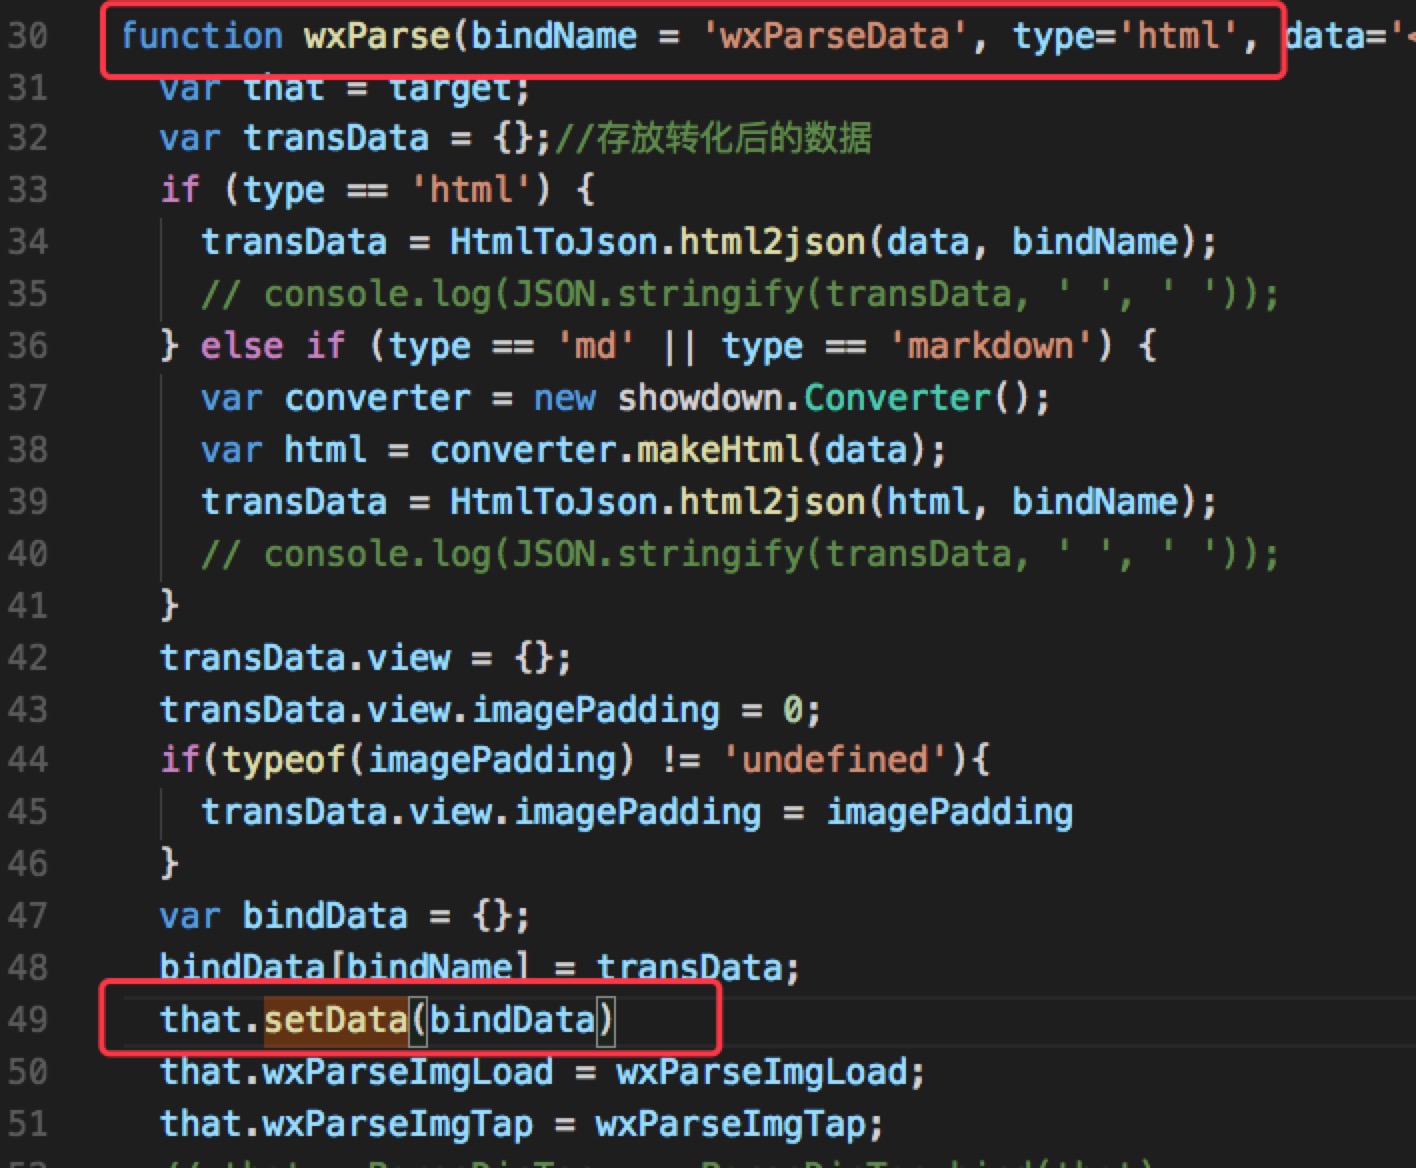 30 function wxParse(bindName = 'wxParseData', type='html', data='<
31 var that = target;
32 var transData = {};//存放转化后的数据
33 if (type == 'html') {
34 transData = HtmlToJson.html2json(data, bindName);
35 // console.log(JSON.stringify(transData, ' ', ' '));
36 } else if (type == 'md' || type == 'markdown') {
37 var converter = new showdown.Converter();
38 var html = converter.makeHtml(data);
39 transData = HtmlToJson.html2json(html, bindName);
40 // console.log(JSON.stringify(transData, ' ', ' '));
41 }
42 transData.view = {};
43 transData.view.imagePadding = 0;
44 if(typeof(imagePadding) != 'undefined'){
45 transData.view.imagePadding = imagePadding
46 }
47 var bindData = {};
48 bindData[bindName] = transData;
49 that.setData(bindData)
50 that.wxParseImgLoad = wxParseImgLoad;
51 that.wxParseImgTap = wxParseImgTap;